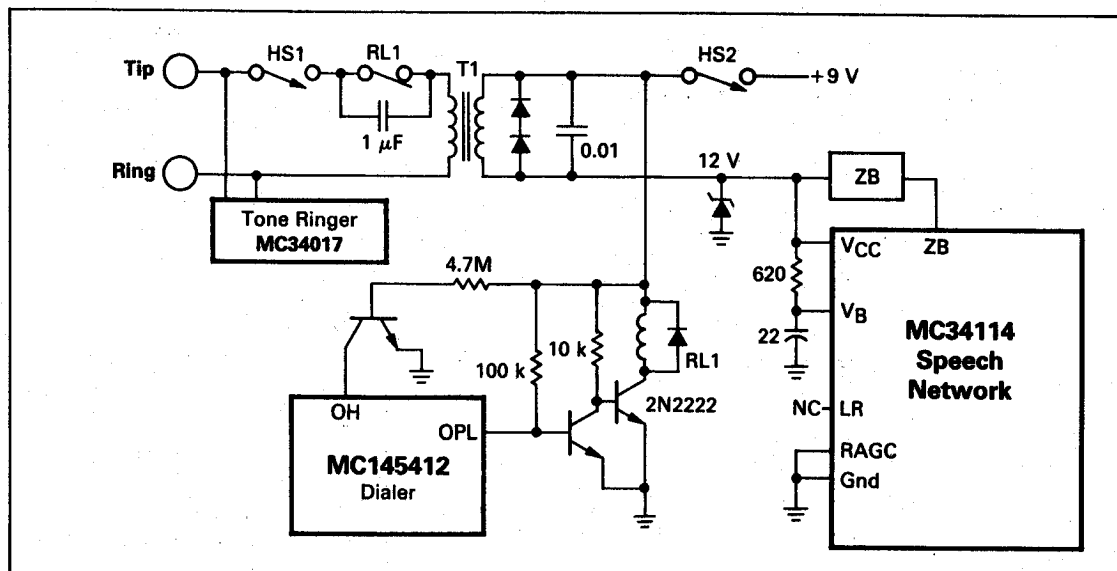 HS1
RL1
T1
HS2
Tip
+9 V
1 μF
0.01
12 V
Ring
ZB
Tone Ringer
MC34017
4.7M
VCC
ZB
620
VB
22
MC34114
Speech
Network
100 k
10 k
RL1
2N2222
OH
OPL
NC
LR
RAGC
Gnd
MC145412
Dialer